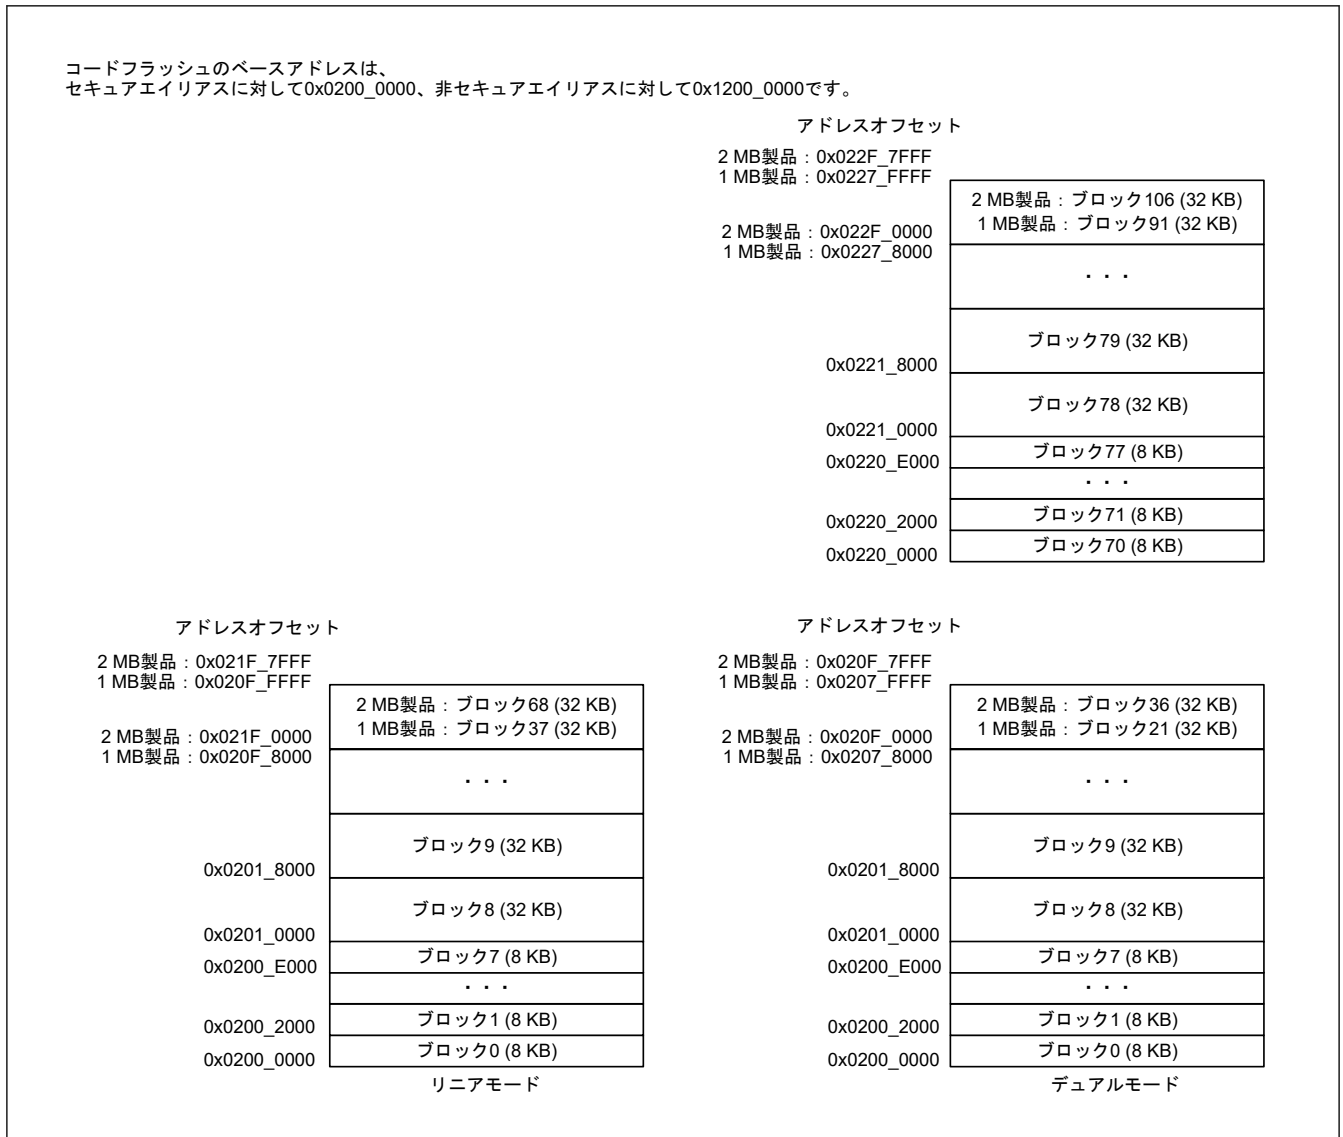 コードフラッシュのベースアドレスは、
セキュアエイリアスに対して0x0200_0000、非セキュアエイリアスに対して0x1200_0000です。
アドレスオフセット
2 MB製品：0x022F_7FFF
1 MB製品：0x0227_FFFF
2 MB製品：ブロック106 (32 KB)
1 MB製品：ブロック91 (32 KB)
2 MB製品：0x022F_0000
1 MB製品：0x0227_8000
・・・
ブロック79 (32 KB)
0x0221_8000
ブロック78 (32 KB)
0x0221_0000
ブロック77 (8 KB)
0x0220_E000
・・・
ブロック71 (8 KB)
0x0220_2000
ブロック70 (8 KB)
0x0220_0000
アドレスオフセット
2 MB製品：0x021F_7FFF
1 MB製品：0x020F_FFFF
2 MB製品：ブロック68 (32 KB)
1 MB製品：ブロック37 (32 KB)
2 MB製品：0x021F_0000
1 MB製品：0x020F_8000
・・・
ブロック9 (32 KB)
0x0201_8000
ブロック8 (32 KB)
0x0201_0000
ブロック7 (8 KB)
0x0200_E000
・・・
ブロック1 (8 KB)
0x0200_2000
ブロック0 (8 KB)
0x0200_0000
リニアモード
アドレスオフセット
2 MB製品：0x020F_7FFF
1 MB製品：0x0207_FFFF
2 MB製品：ブロック36 (32 KB)
1 MB製品：ブロック21 (32 KB)
2 MB製品：0x020F_0000
1 MB製品：0x0207_8000
・・・
ブロック9 (32 KB)
0x0201_8000
ブロック8 (32 KB)
0x0201_0000
ブロック7 (8 KB)
0x0200_E000
・・・
ブロック1 (8 KB)
0x0200_2000
ブロック0 (8 KB)
0x0200_0000
デュアルモード